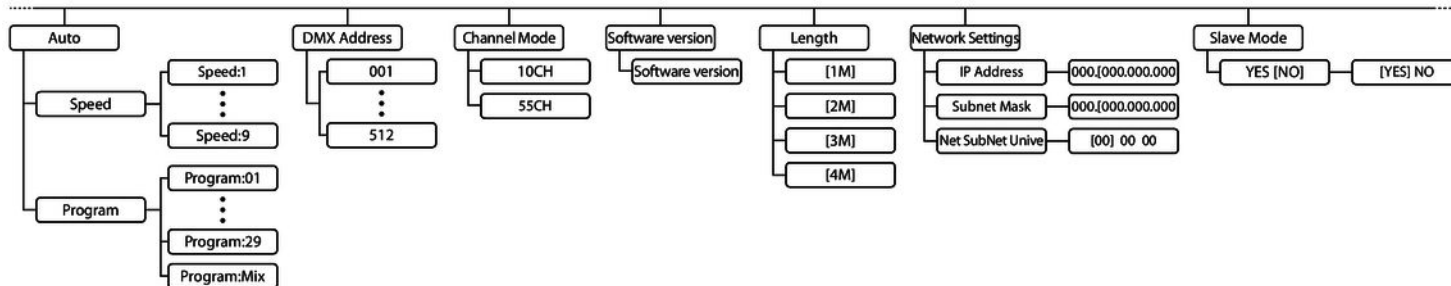 Auto
Speed
Speed:1
Speed:9
Program
Program:01
Program:29
Program:Mix
DMX Address
001
512
Channel Mode
10CH
55CH
Software version
Software version
Length
[1M]
[2M]
[3M]
[4M]
Network Settings
IP Address
000.[000.000.000
Subnet Mask
000.[000.000.000
Net SubNet Unive
[00] 00 00
Slave Mode
YES [NO]
[YES] NO